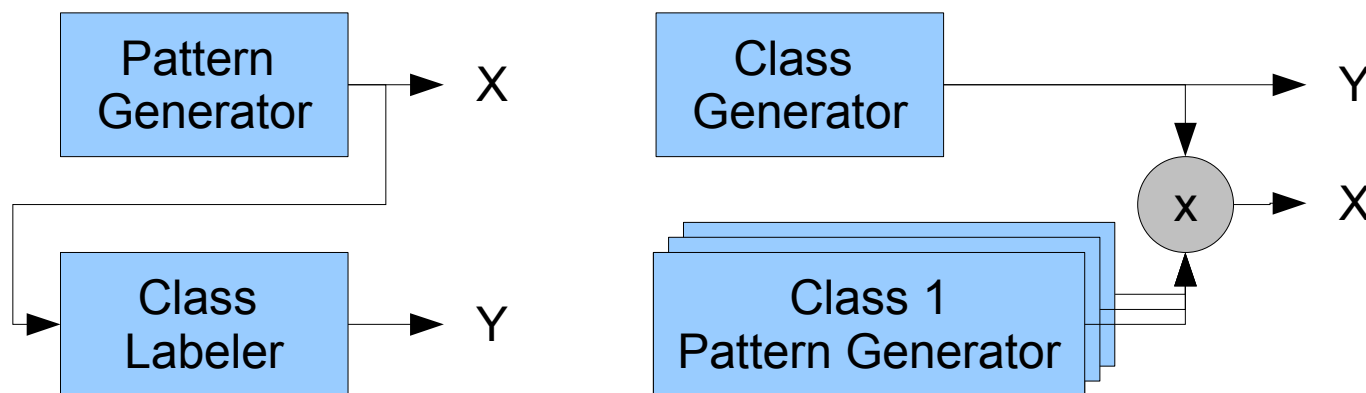 Pattern
Generator
X
Class
Labeler
Y
Class
Generator
Y
x
X
Class 1
Pattern Generator